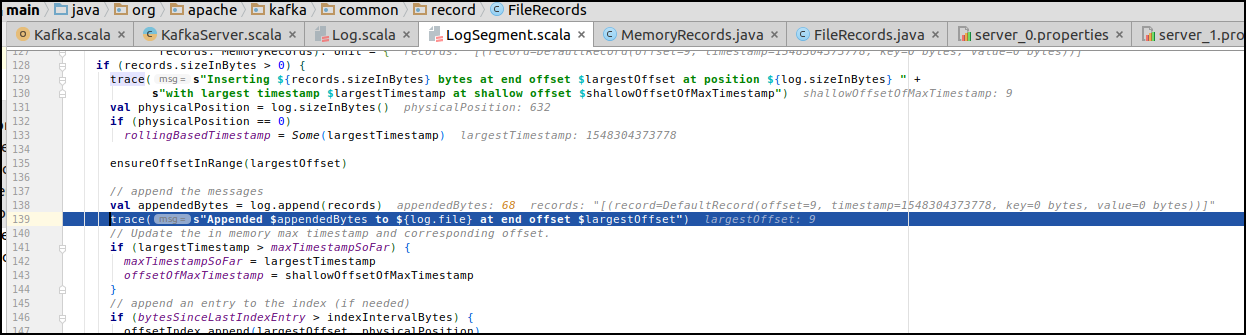 main java org apache kafka common record FileRecords
Kafka.scala × KafkaServer.scala × Log.scala × LogSegment.scala × MemoryRecords.java × FileRecords.java × server_0.properties × server_1.pro
127 records: MemoryRecords): Unit = { records: "[(record=DefaultRecord(offset=9, timestamp=1548304373778, key=0 bytes, value=0 bytes))]"
128 if (records.sizeInBytes > 0) {
129 trace( msg = s"Inserting ${records.sizeInBytes} bytes at end offset $largestOffset at position ${log.sizeInBytes} " +
130 s"with largest timestamp $largestTimestamp at shallow offset $shallowOffsetOfMaxTimestamp") shallowOffsetOfMaxTimestamp: 9
131 val physicalPosition = log.sizeInBytes() physicalPosition: 632
132 if (physicalPosition == 0)
133 rollingBasedTimestamp = Some(largestTimestamp) largestTimestamp: 1548304373778
134
135 ensureOffsetInRange(largestOffset)
136
137 // append the messages
138 val appendedBytes = log.append(records) appendedBytes: 68 records: "[(record=DefaultRecord(offset=9, timestamp=1548304373778, key=0 bytes, value=0 bytes))]"
139 trace( msg = s"Appended $appendedBytes to ${log.file} at end offset $largestOffset") largestOffset: 9
140 // Update the in memory max timestamp and corresponding offset.
141 if (largestTimestamp > maxTimestampSoFar) {
142 maxTimestampSoFar = largestTimestamp
143 offsetOfMaxTimestamp = shallowOffsetOfMaxTimestamp
144 }
145 // append an entry to the index (if needed)
146 if (bytesSinceLastIndexEntry > indexIntervalBytes) {
147 offsetIndex.append(largestOffset, physicalPosition)